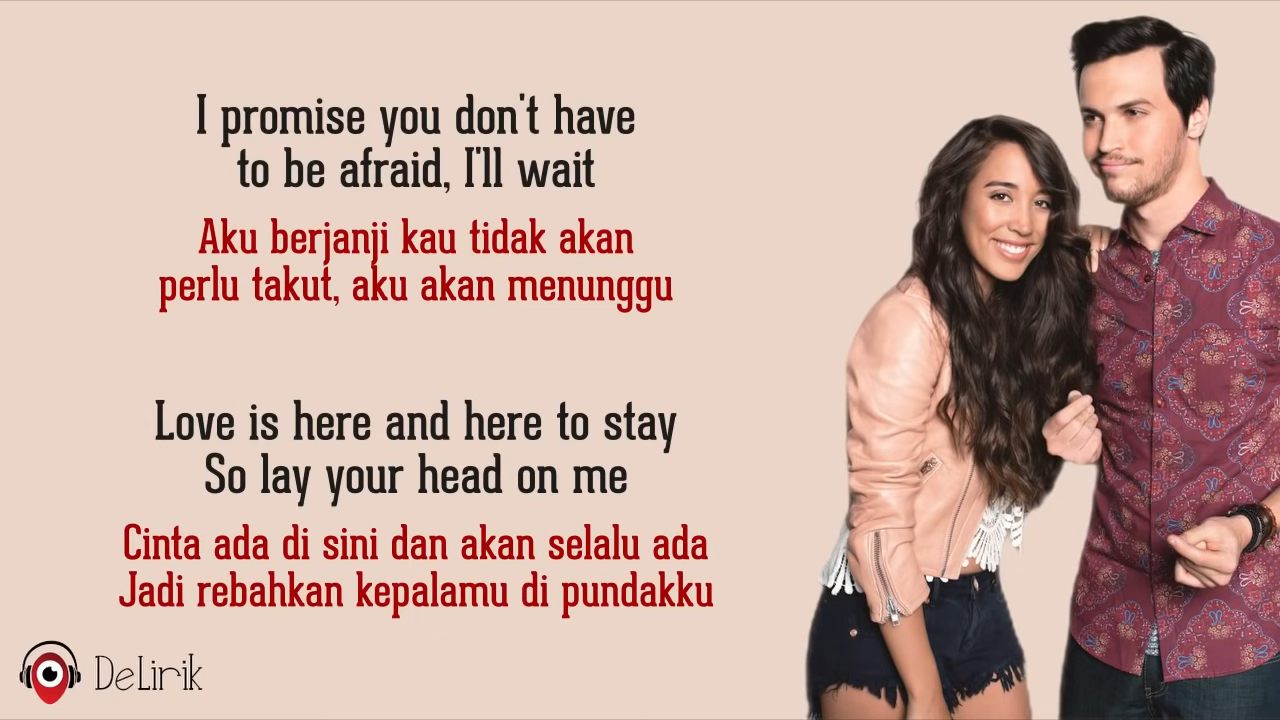 I promise you don't have
to be afraid, I'll wait
Aku berjanji kau tidak akan
perlu takut, aku akan menunggu
Love is here and here to stay
So lay your head on me
Cinta ada di sini dan akan selalu ada
Jadi rebahkan kepalamu di pundakku
DeLirik